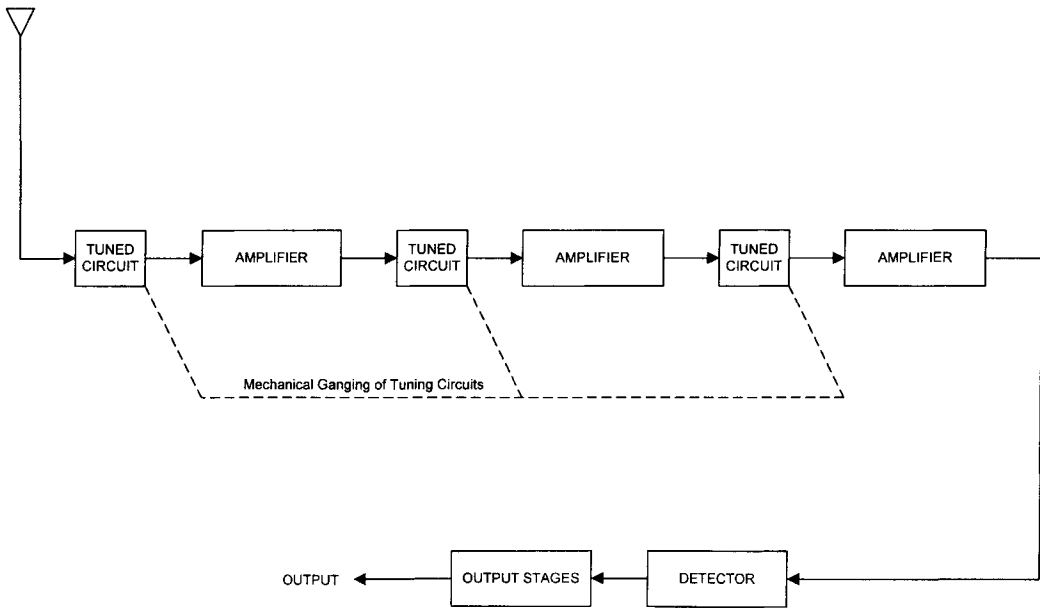 TUNED
CIRCUIT
AMPLIFIER
TUNED
CIRCUIT
AMPLIFIER
TUNED
CIRCUIT
AMPLIFIER
Mechanical Ganging of Tuning Circuits
OUTPUT
OUTPUT STAGES
DETECTOR